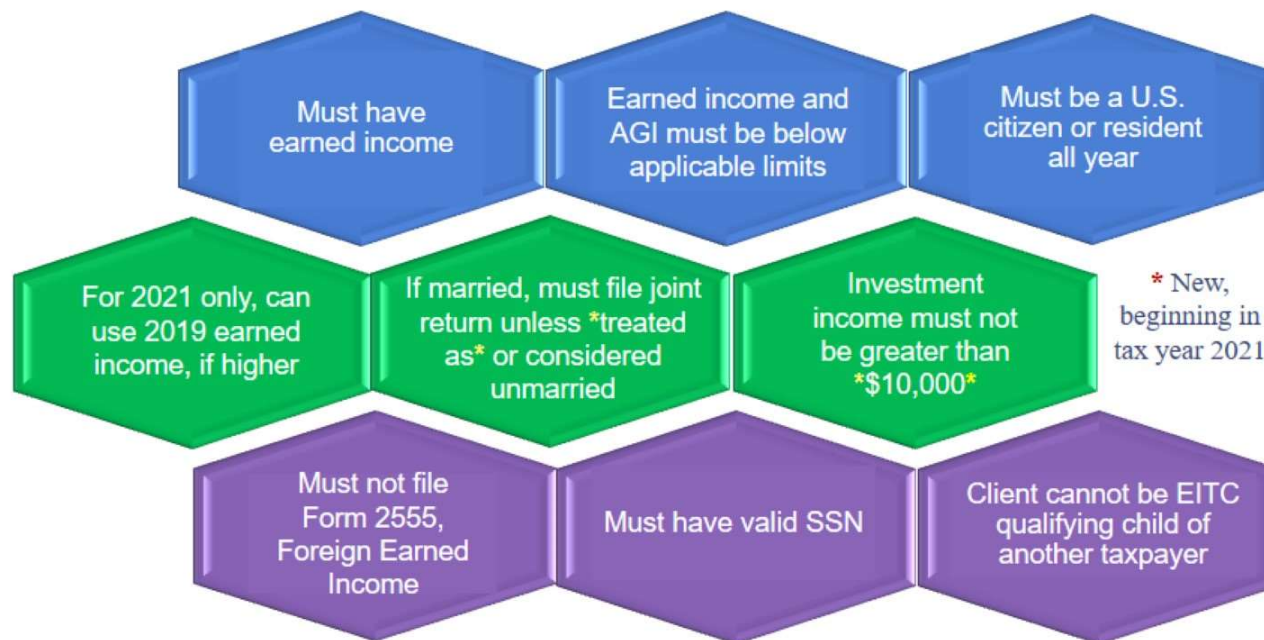 Must have
earned income
Earned income and
AGI must be below
applicable limits
Must be a U.S.
citizen or resident
all year
For 2021 only, can
use 2019 earned
income, if higher
If married, must file joint
return unless *treated
as* or considered
unmarried
Investment
income must not
be greater than
*$10,000*
* New,
beginning in
tax year 2021
Must not file
Form 2555,
Foreign Earned
Income
Must have valid SSN
Client cannot be EITC
qualifying child of
another taxpayer